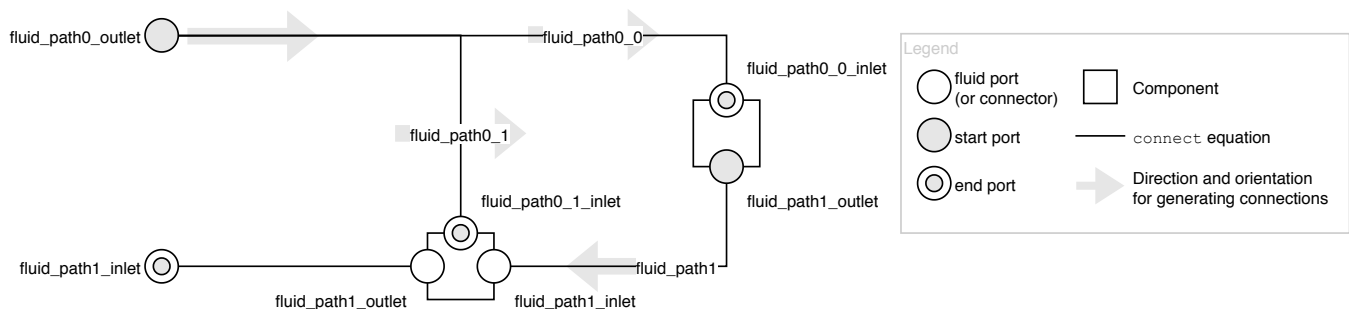 fluid_path0_outlet
fluid_path0_0
fluid_path0_0_inlet
fluid_path0_1
fluid_path0_1_inlet
fluid_path1_outlet
fluid_path1_inlet
fluid_path1
fluid_path1_outlet
fluid_path1_inlet
Legend
fluid port
(or connector)
Component
start port
connect equation
end port
Direction and orientation
for generating connections